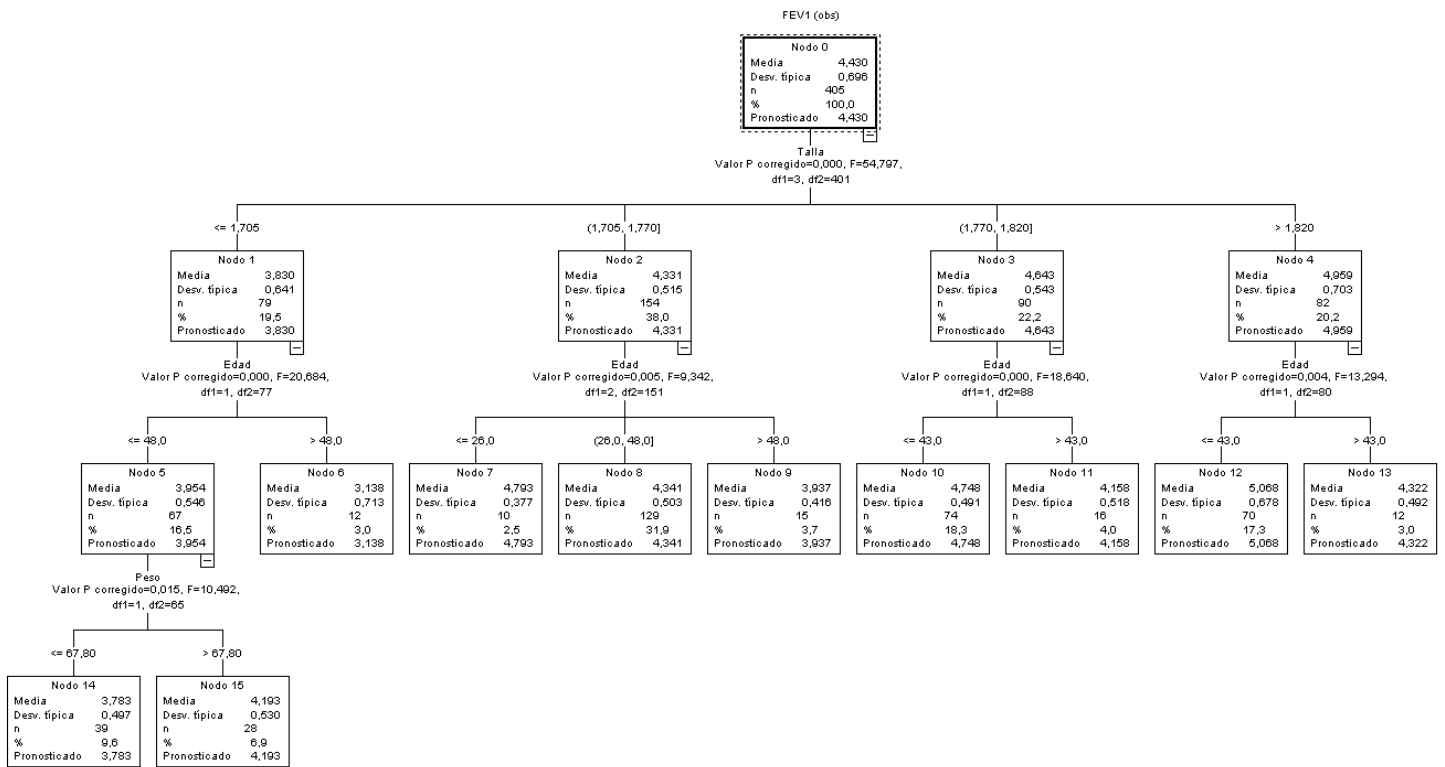 FEV1 (obs)
Nodo 0
Media 4,430
Desv. típica 0,696
n 405
% 100,0
Pronosticado 4,430
Talla
Valor P corregido=0,000, F=54,797,
df1=3, df2=401
<= 1,705
(1,705, 1,770]
(1,770, 1,820]
> 1,820
Nodo 1
Media 3,830
Desv. típica 0,641
n 79
% 19,5
Pronosticado 3,830
Nodo 2
Media 4,331
Desv. típica 0,515
n 154
% 38,0
Pronosticado 4,331
Nodo 3
Media 4,643
Desv. típica 0,543
n 90
% 22,2
Pronosticado 4,643
Nodo 4
Media 4,959
Desv. típica 0,703
n 82
% 20,2
Pronosticado 4,959
Edad
Valor P corregido=0,000, F=20,684,
df1=1, df2=77
Edad
Valor P corregido=0,005, F=9,342,
df1=2, df2=151
Edad
Valor P corregido=0,000, F=18,640,
df1=1, df2=88
Edad
Valor P corregido=0,004, F=13,294,
df1=1, df2=80
<= 48,0
> 48,0
<= 26,0
(26,0, 48,0]
> 48,0
<= 43,0
> 43,0
<= 43,0
> 43,0
Nodo 5
Media 3,954
Desv. típica 0,546
n 67
% 16,5
Pronosticado 3,954
Nodo 6
Media 3,138
Desv. típica 0,713
n 12
% 3,0
Pronosticado 3,138
Nodo 7
Media 4,793
Desv. típica 0,377
n 10
% 2,5
Pronosticado 4,793
Nodo 8
Media 4,341
Desv. típica 0,503
n 129
% 31,9
Pronosticado 4,341
Nodo 9
Media 3,937
Desv. típica 0,416
n 15
% 3,7
Pronosticado 3,937
Nodo 10
Media 4,748
Desv. típica 0,491
n 74
% 18,3
Pronosticado 4,748
Nodo 11
Media 4,158
Desv. típica 0,518
n 16
% 4,0
Pronosticado 4,158
Nodo 12
Media 5,068
Desv. típica 0,678
n 70
% 17,3
Pronosticado 5,068
Nodo 13
Media 4,322
Desv. típica 0,492
n 12
% 3,0
Pronosticado 4,322
Peso
Valor P corregido=0,015, F=10,492,
df1=1, df2=65
<= 67,80
> 67,80
Nodo 14
Media 3,783
Desv. típica 0,497
n 39
% 9,6
Pronosticado 3,783
Nodo 15
Media 4,193
Desv. típica 0,530
n 28
% 6,9
Pronosticado 4,193